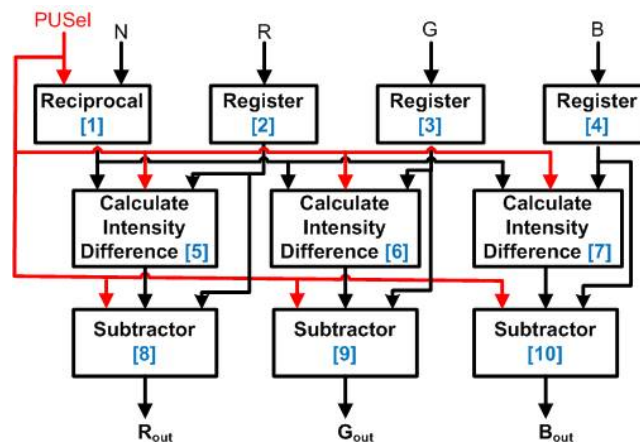 PUSel
N
R
G
B
Reciprocal
[1]
Register
[2]
Register
[3]
Register
[4]
Calculate
Intensity
Difference [5]
Calculate
Intensity
Difference [6]
Calculate
Intensity
Difference [7]
Subtractor
[8]
Subtractor
[9]
Subtractor
[10]
Rout
Gout
Bout